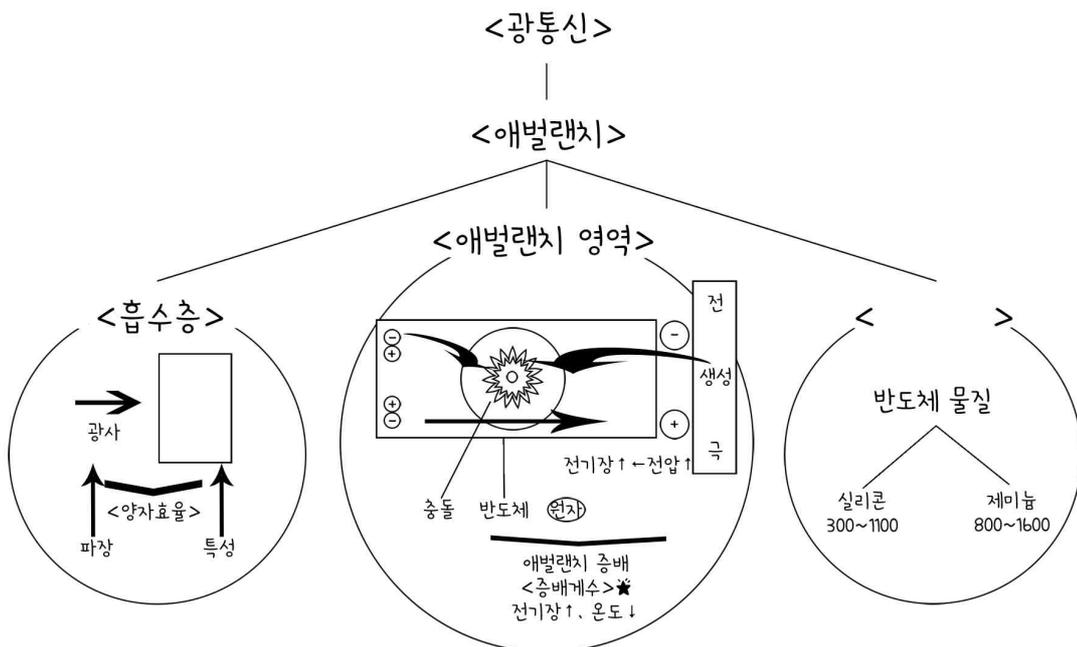 <광통신>
<애벌랜치>
<애벌랜치 영역>
<흡수층>
광사
<양자효율>
파장
특성
전
생성
극
전기장↑ ←전압↑
충돌
반도체
원자
애벌랜치 증배
<증배게수>★
전기장↑, 온도↓
< >
반도체 물질
실리콘
300~1100
제미늄
800~1600